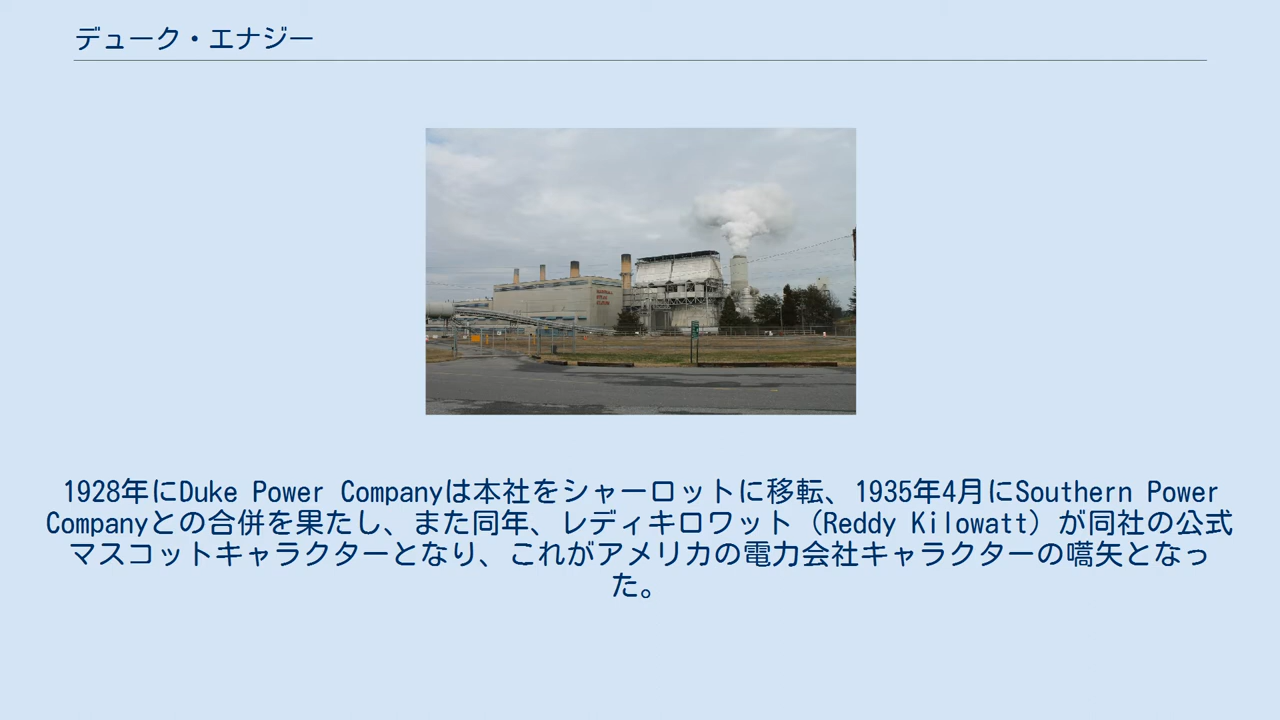 デューク・エナジー
1928年にDuke Power Companyは本社をシャーロットに移転、1935年4月にSouthern Power
Companyとの合併を果たし、また同年、レディキロワット（Reddy Kilowatt）が同社の公式
マスコットキャラクターとなり、これがアメリカの電力会社キャラクターの嚆矢となっ
た。